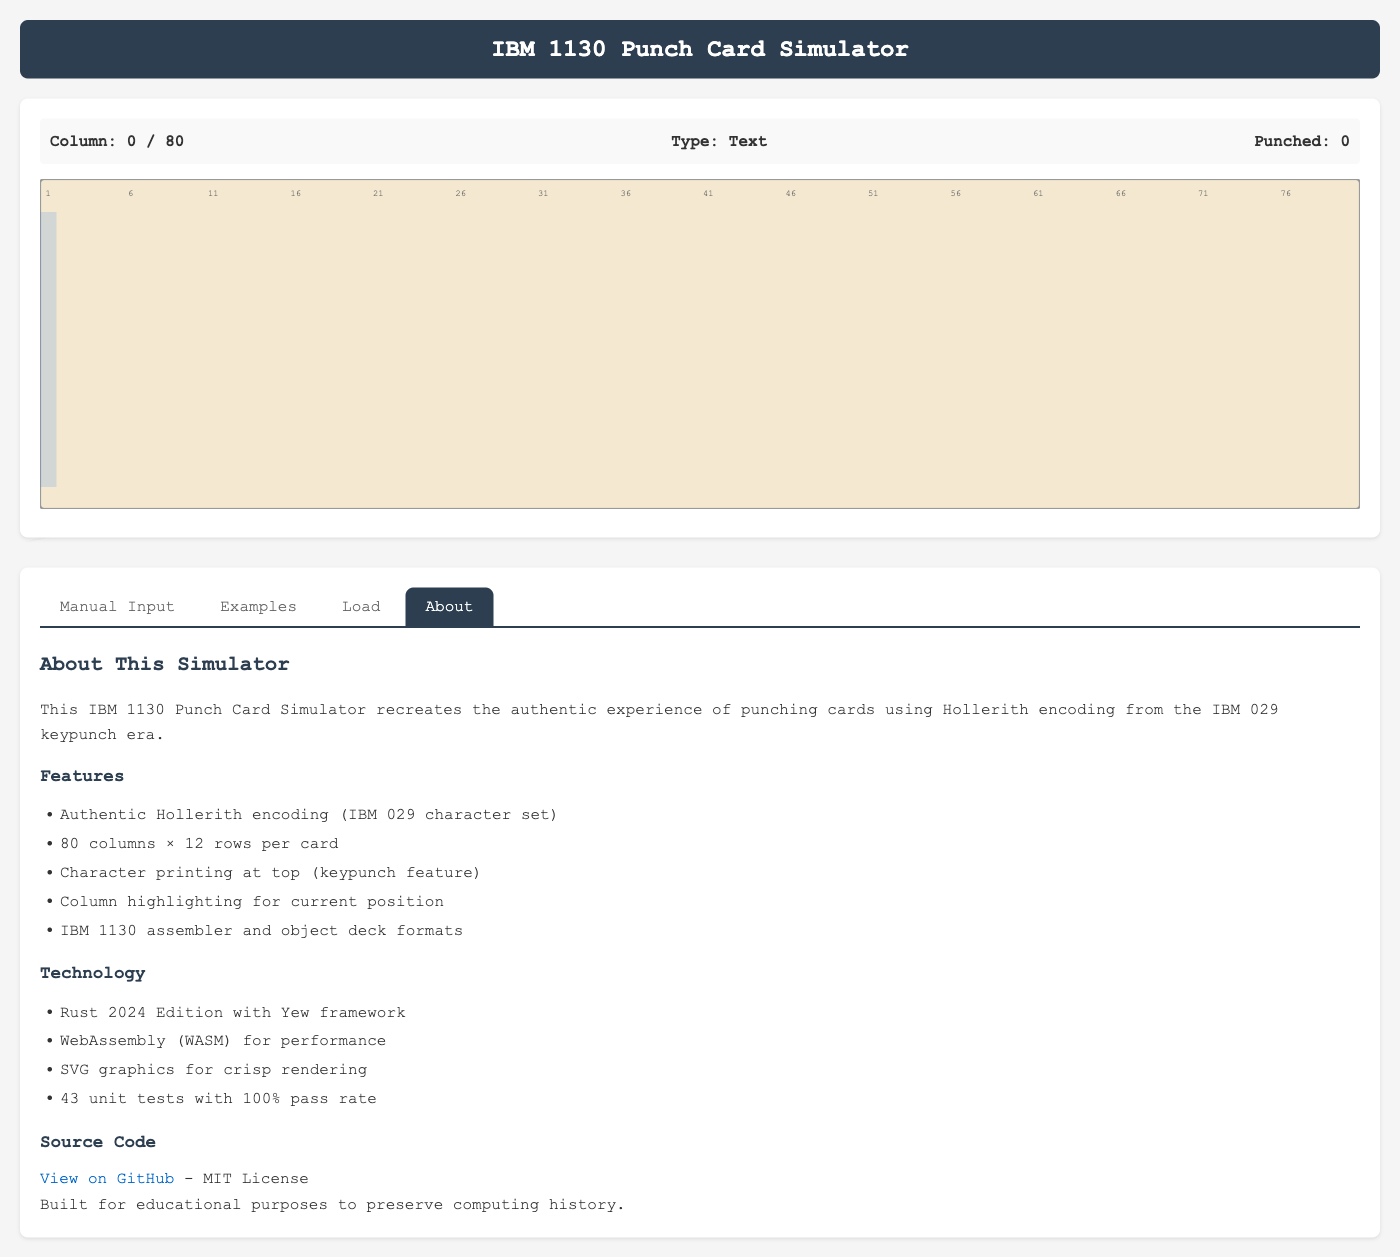 IBM 1130 Punch Card Simulator
Column: 0 / 80 Type: Text Punched: 0
1 6 11 16 21 26 31 36 41 46 51 56 61 66 71 76
Manual Input Examples Load About
About This Simulator
This IBM 1130 Punch Card Simulator recreates the authentic experience of punching cards using Hollerith encoding from the IBM 029
keypunch era.
Features
• Authentic Hollerith encoding (IBM 029 character set)
• 80 columns × 12 rows per card
• Character printing at top (keypunch feature)
• Column highlighting for current position
• IBM 1130 assembler and object deck formats
Technology
• Rust 2024 Edition with Yew framework
• WebAssembly (WASM) for performance
• SVG graphics for crisp rendering
• 43 unit tests with 100% pass rate
Source Code
View on GitHub - MIT License
Built for educational purposes to preserve computing history.